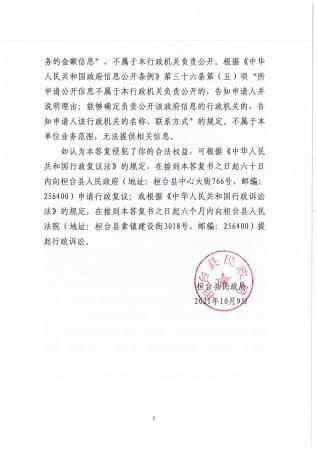 务的金额信息”，不属于本行政机关负责公开。根据《中华
人民共和国政府信息公开条例》第三十六条第（五）项“所
申请公开信息不属于本行政机关负责公开的，告知申请人并
说明理由；能够确定负责公开该政府信息的行政机关的，告
知申请人该行政机关的名称、联系方式”的规定。不属于本
单位业务范围，无法提供相关信息。
如认为本答复侵犯了你的合法权益，可根据《中华人民
共和国行政复议法》的规定，在接到本答复书之日起六十日
内向桓台县人民政府（地址：桓台县中心大街766号，邮编：
256400）申请行政复议；或根据《中华人民共和国行政诉讼
法》的规定，在接到本答复书之日起六个月内向桓台县人民
法院（地址：桓台县索镇建设街3018号，邮编：256400）提
起行政诉讼。
桓台县民政局
桓台县民政局
2021年10月9日
2